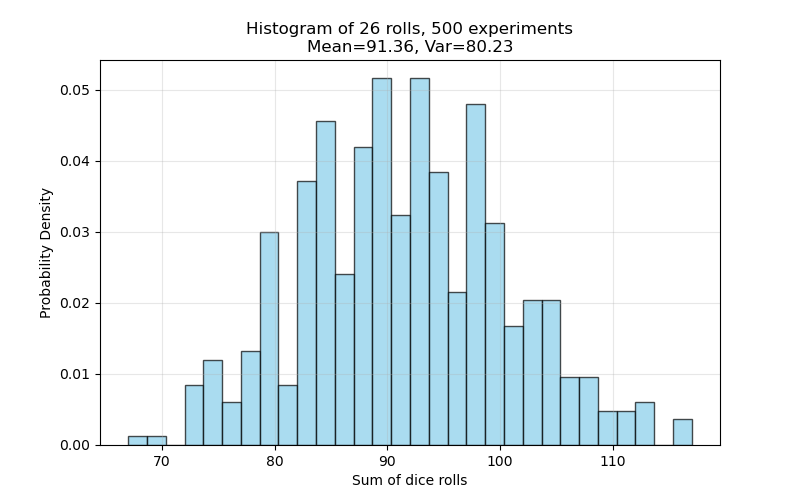 Histogram of 26 rolls, 500 experiments
Mean=91.36, Var=80.23
Probability Density
0.05
0.04
0.03
0.02
0.01
0.00
70 80 90 100 110
Sum of dice rolls